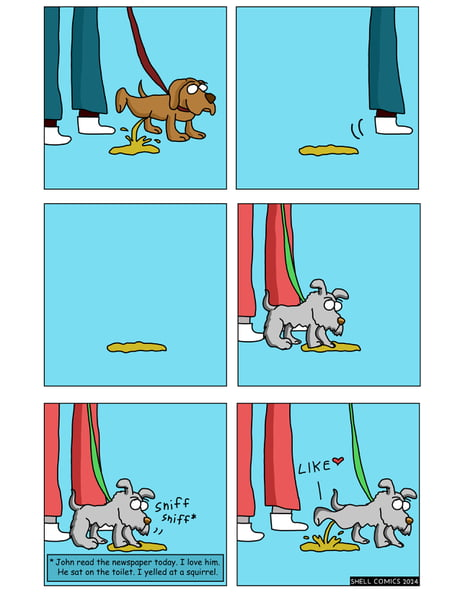 sniff
sniff*
* John read the newspaper today. I love him.
He sat on the toilet. I yelled at a squirrel.
LIKE❤
SHELL COMICS 2014